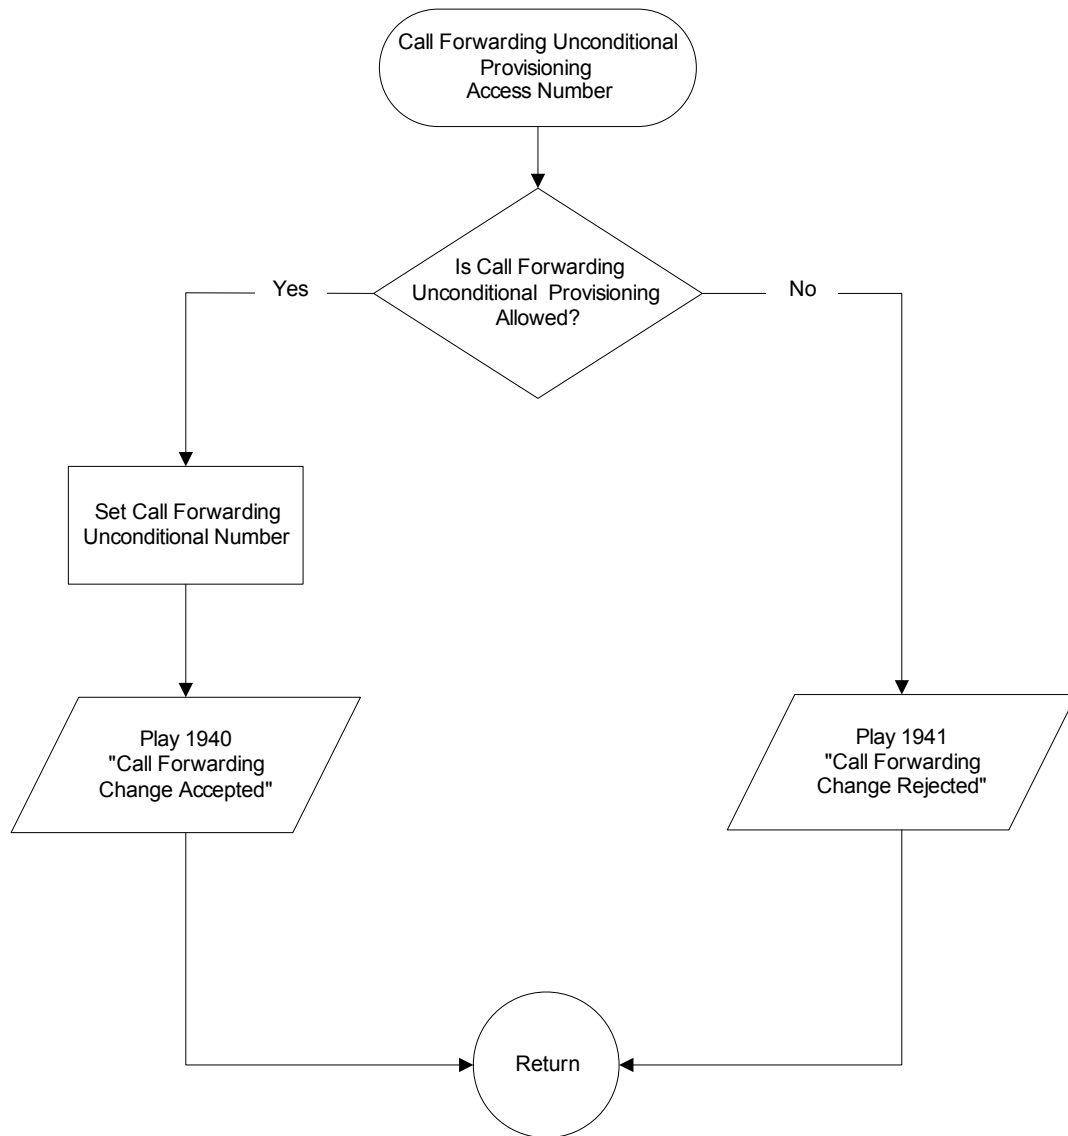 Call Forwarding Unconditional
Provisioning
Access Number
Is Call Forwarding
Unconditional Provisioning
Allowed?
Yes
No
Set Call Forwarding
Unconditional Number
Play 1940
"Call Forwarding
Change Accepted"
Play 1941
"Call Forwarding
Change Rejected"
Return